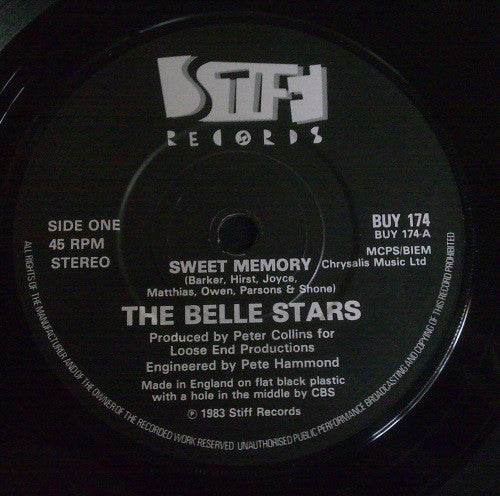 STIFF
RECORDS
SIDE ONE
45 RPM
STEREO
BUY 174
BUY 174-A
MCPS/BIEM
Chrysalis Music Ltd
SWEET MEMORY
(Barker, Hirst, Joyce,
Matthias, Owen, Parsons & Shone)
THE BELLE STARS
Produced by Peter Collins for
Loose End Productions
Engineered by Pete Hammond
Made in England on flat black plastic
with a hole in the middle by CBS
℗ 1983 Stiff Records
ALL RIGHTS OF THE MANUFACTURER AND OF THE OWNER OF THE RECORDED WORK RESERVED UNAUTHORISED PUBLIC PERFORMANCE BROADCASTING AND COPYING OF THIS RECORD PROHIBITED